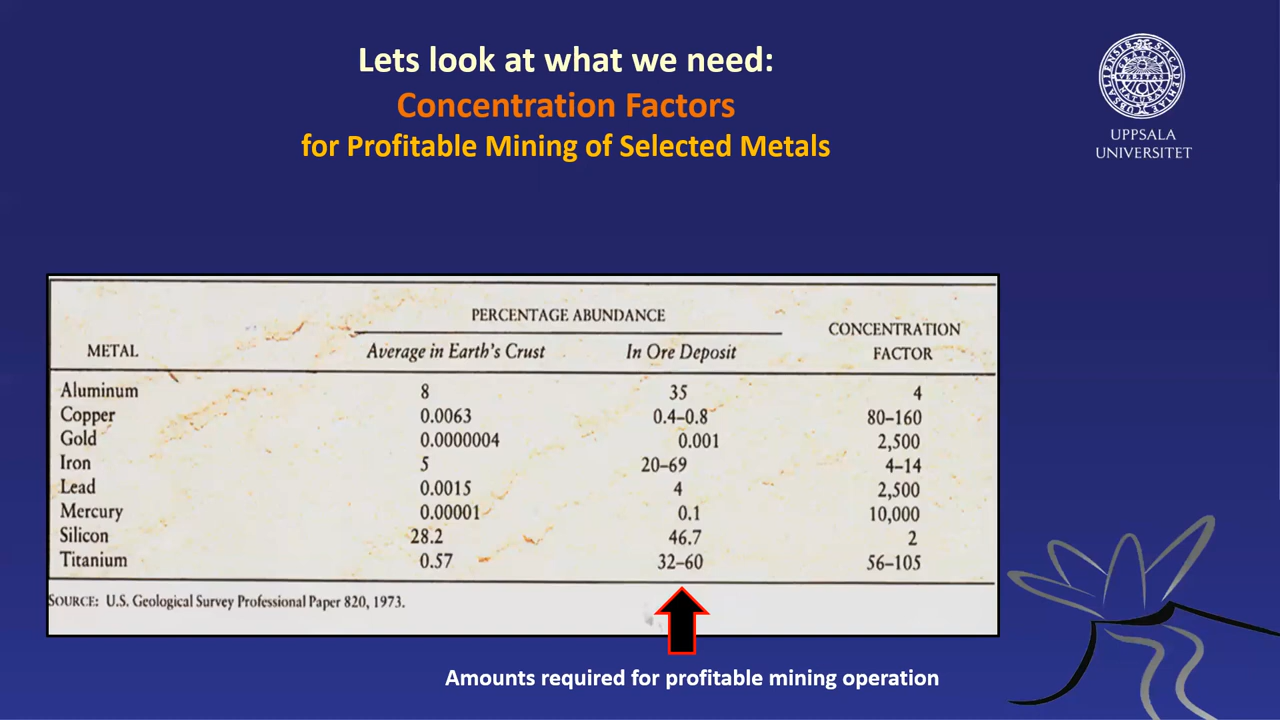 Lets look at what we need:
Concentration Factors
for Profitable Mining of Selected Metals
UPPSALA
UNIVERSITET
PERCENTAGE ABUNDANCE
METAL Average in Earth's Crust In Ore Deposit CONCENTRATION FACTOR
Aluminum 8 35 4
Copper 0.0063 0.4–0.8 80–160
Gold 0.0000004 0.001 2,500
Iron 5 20–69 4–14
Lead 0.0015 4 2,500
Mercury 0.00001 0.1 10,000
Silicon 28.2 46.7 2
Titanium 0.57 32–60 56–105
SOURCE: U.S. Geological Survey Professional Paper 820, 1973.
Amounts required for profitable mining operation